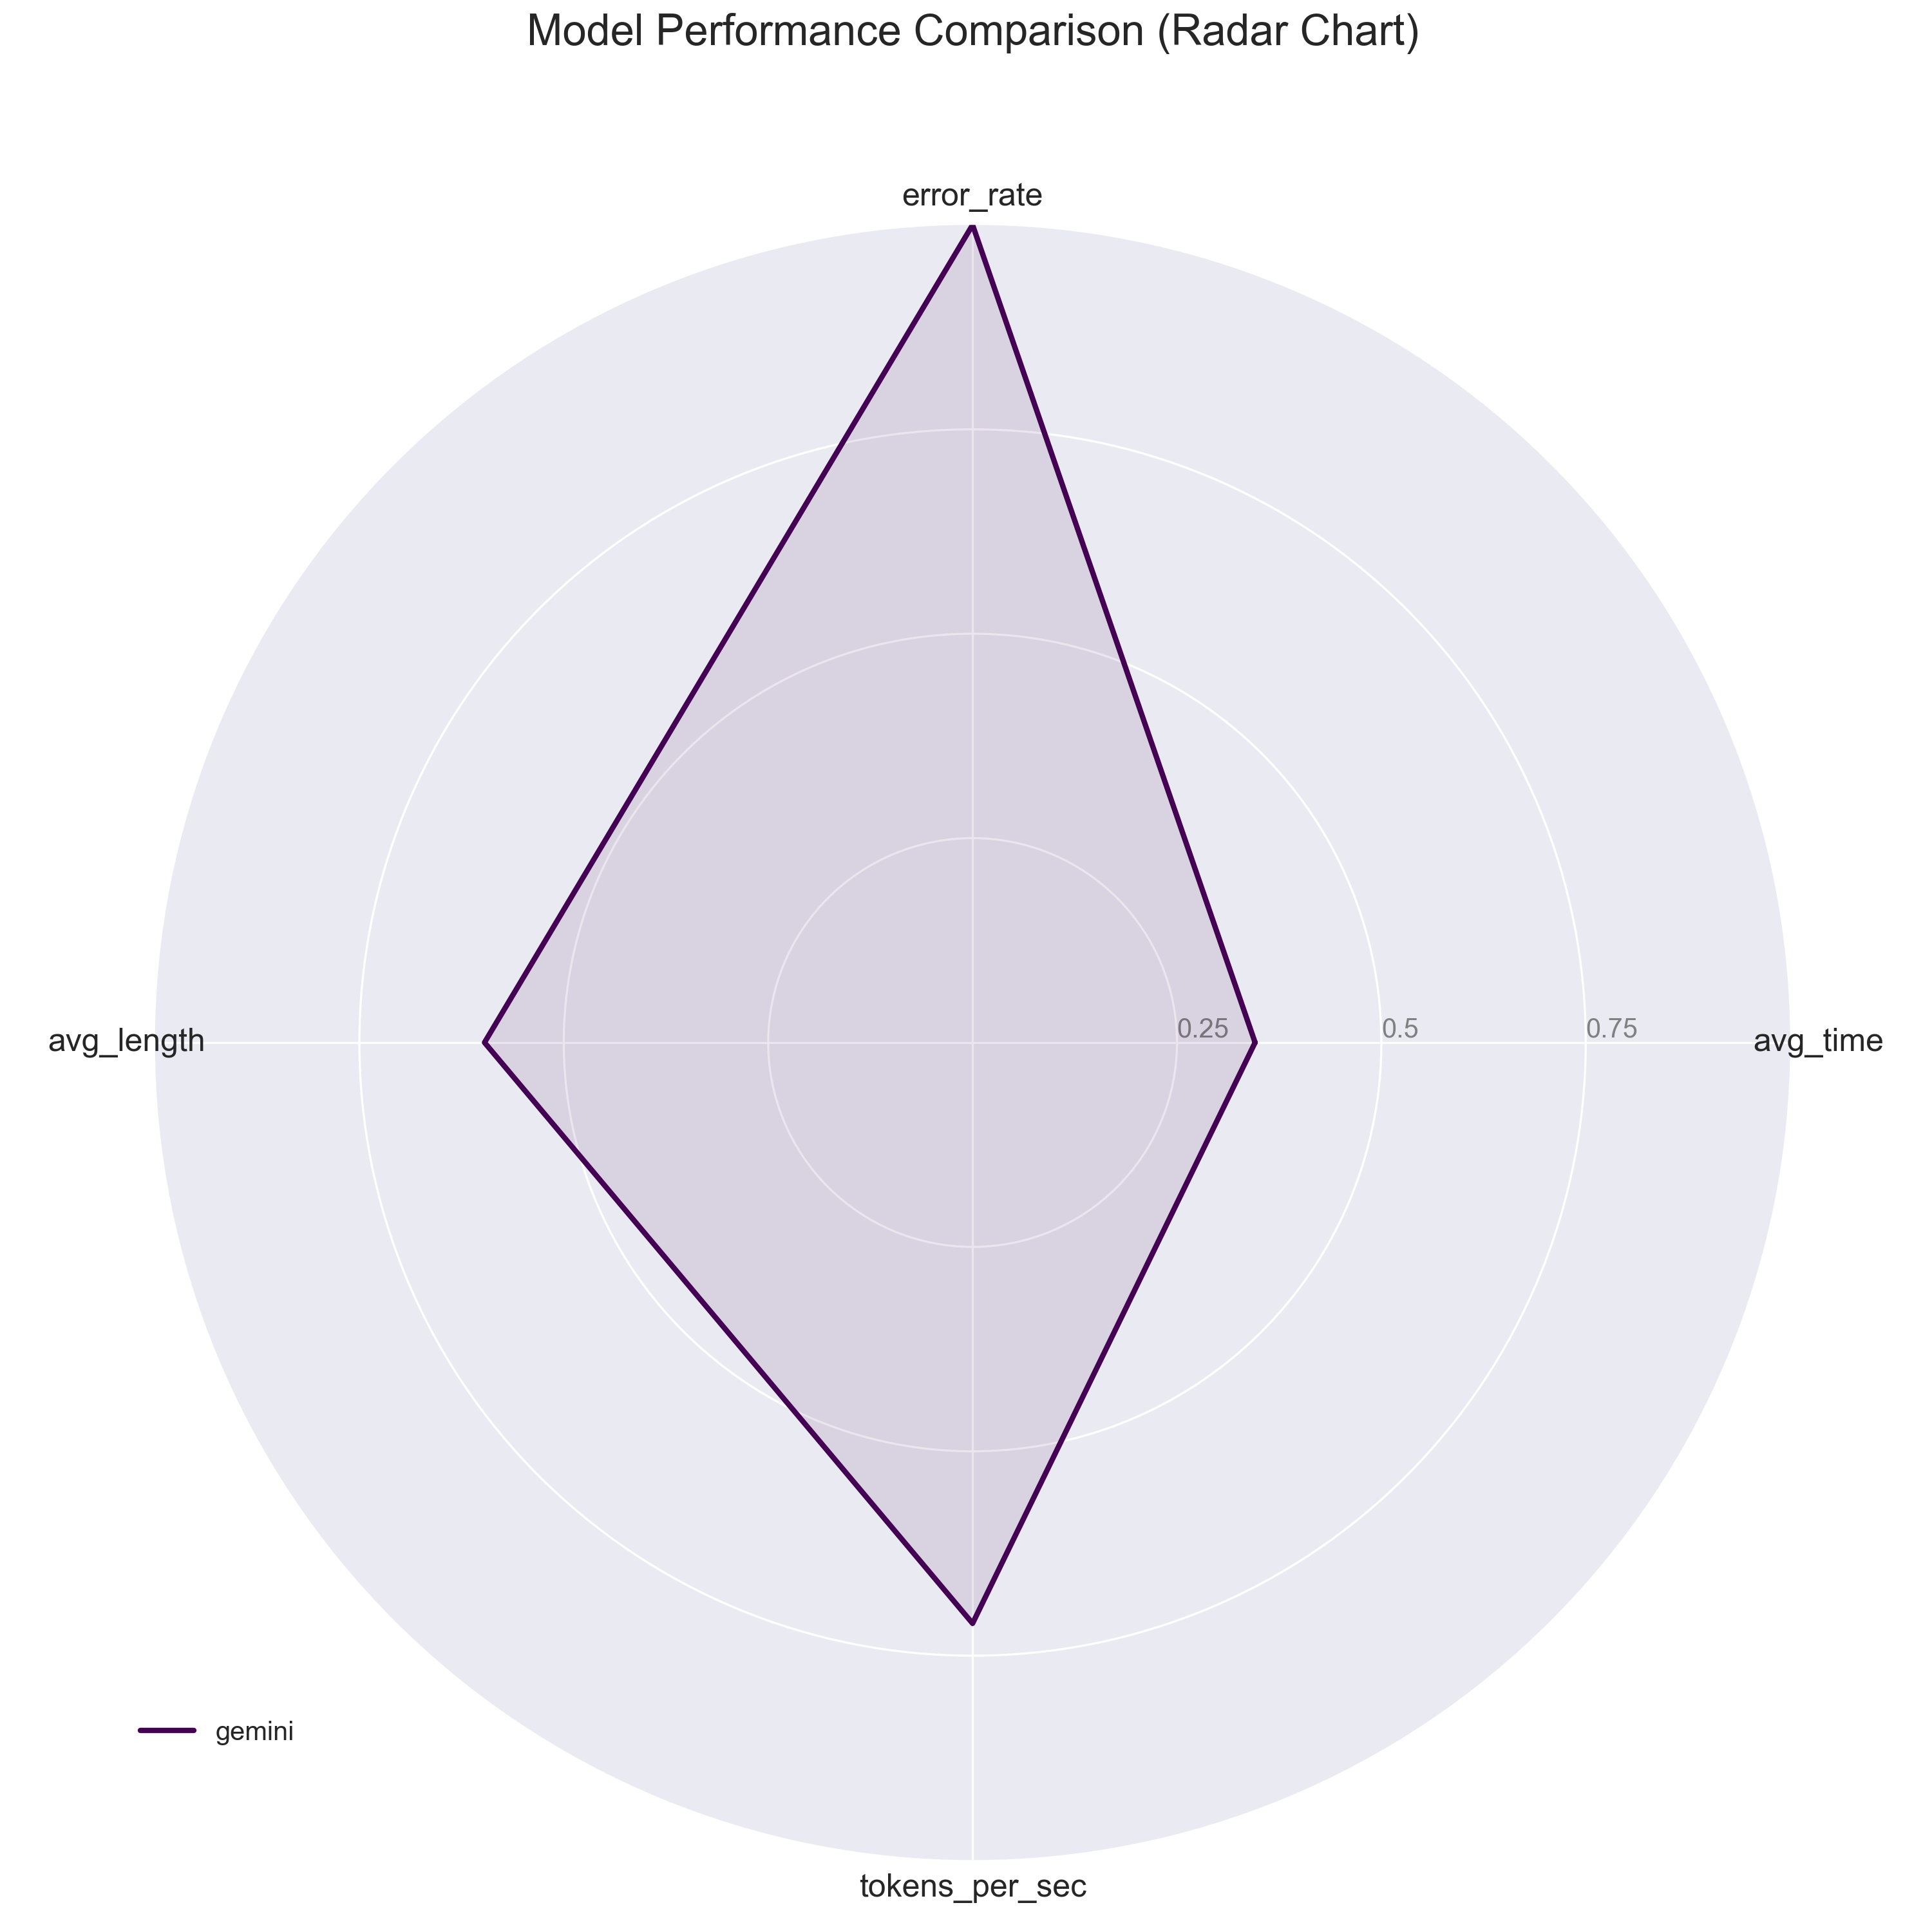 Model Performance Comparison (Radar Chart)
error_rate
avg_length
0.25
0.5
0.75
avg_time
gemini
tokens_per_sec